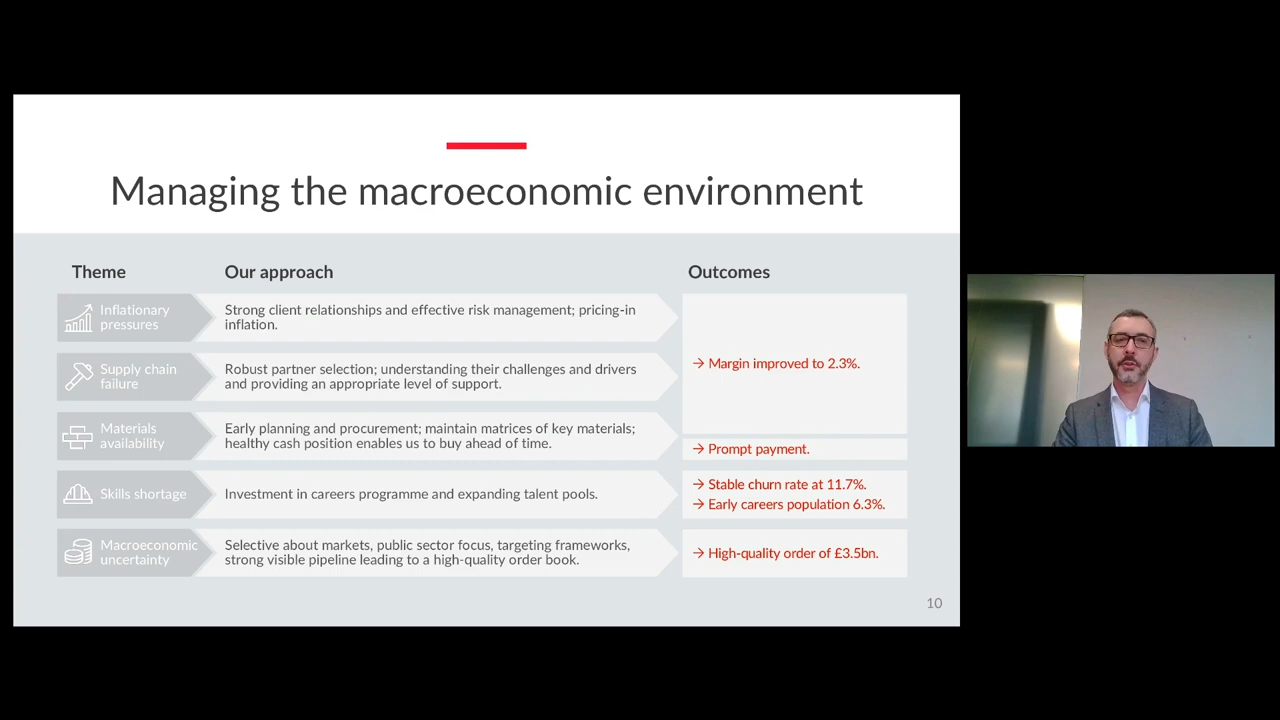 Managing the macroeconomic environment
Theme
Our approach
Outcomes
Inflationary
pressures
Strong client relationships and effective risk management; pricing-in
inflation.
Supply chain
failure
Robust partner selection; understanding their challenges and drivers
and providing an appropriate level of support.
→ Margin improved to 2.3%.
Materials
availability
Early planning and procurement; maintain matrices of key materials;
healthy cash position enables us to buy ahead of time.
→ Prompt payment.
Skills shortage
Investment in careers programme and expanding talent pools.
→ Stable churn rate at 11.7%.
→ Early careers population 6.3%.
Macroeconomic
uncertainty
Selective about markets, public sector focus, targeting frameworks,
strong visible pipeline leading to a high-quality order book.
→ High-quality order of £3.5bn.
10